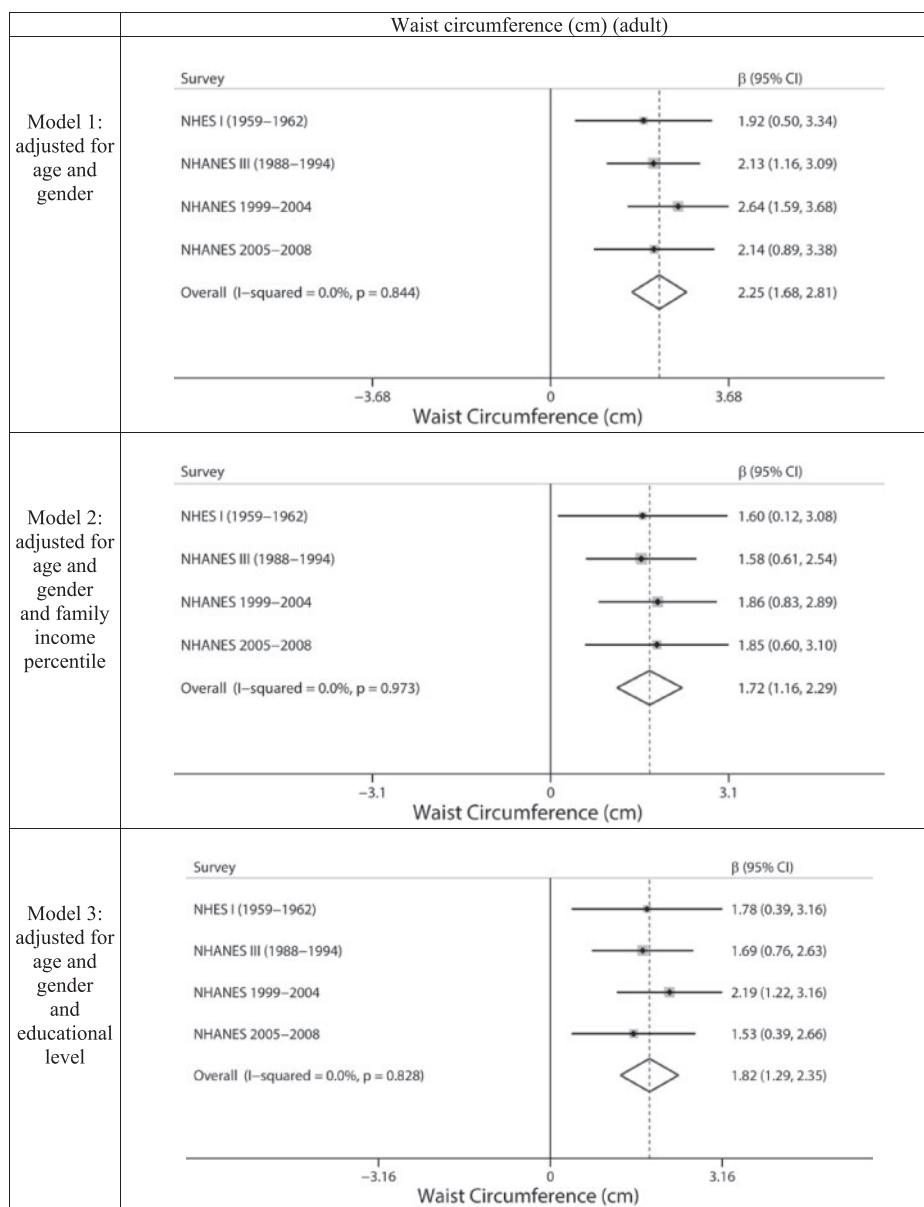 Waist circumference (cm) (adult)
Model 1:
adjusted for
age and
gender
Survey β (95% CI)
NHES I (1959−1962) 1.92 (0.50, 3.34)
NHANES III (1988−1994) 2.13 (1.16, 3.09)
NHANES 1999−2004 2.64 (1.59, 3.68)
NHANES 2005−2008 2.14 (0.89, 3.38)
Overall (I−squared = 0.0%, p = 0.844) 2.25 (1.68, 2.81)
−3.68 0 3.68
Waist Circumference (cm)
Model 2:
adjusted for
age and
gender
and family
income
percentile
Survey β (95% CI)
NHES I (1959−1962) 1.60 (0.12, 3.08)
NHANES III (1988−1994) 1.58 (0.61, 2.54)
NHANES 1999−2004 1.86 (0.83, 2.89)
NHANES 2005−2008 1.85 (0.60, 3.10)
Overall (I−squared = 0.0%, p = 0.973) 1.72 (1.16, 2.29)
−3.1 0 3.1
Waist Circumference (cm)
Model 3:
adjusted for
age and
gender
and
educational
level
Survey β (95% CI)
NHES I (1959−1962) 1.78 (0.39, 3.16)
NHANES III (1988−1994) 1.69 (0.76, 2.63)
NHANES 1999−2004 2.19 (1.22, 3.16)
NHANES 2005−2008 1.53 (0.39, 2.66)
Overall (I−squared = 0.0%, p = 0.828) 1.82 (1.29, 2.35)
−3.16 0 3.16
Waist Circumference (cm)